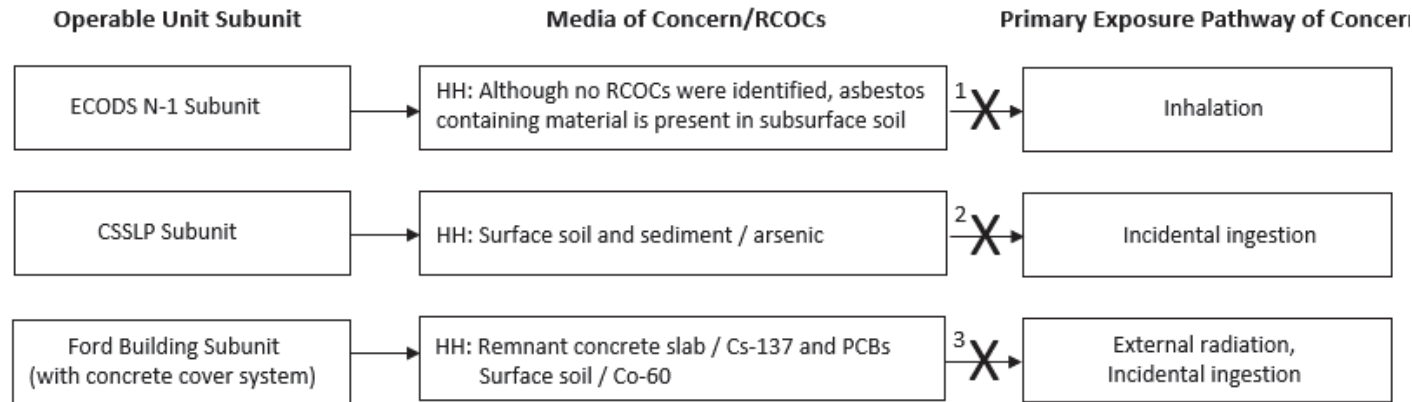 Operable Unit Subunit
Media of Concern/RCOCs
Primary Exposure Pathway of Concer
ECODS N-1 Subunit
HH: Although no RCOCs were identified, asbestos
containing material is present in subsurface soil
1
X
Inhalation
CSSLP Subunit
HH: Surface soil and sediment / arsenic
2
X
Incidental ingestion
Ford Building Subunit
(with concrete cover system)
HH: Remnant concrete slab / Cs-137 and PCBs
Surface soil / Co-60
3
X
External radiation,
Incidental ingestion